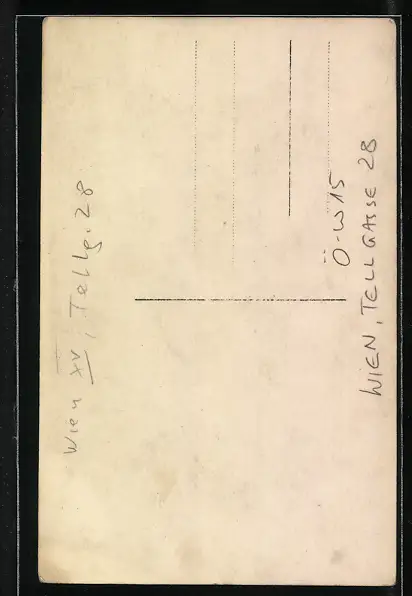 Wien XV, Tellg. 28
Ö-W15
WIEN, TELLGASSE 28